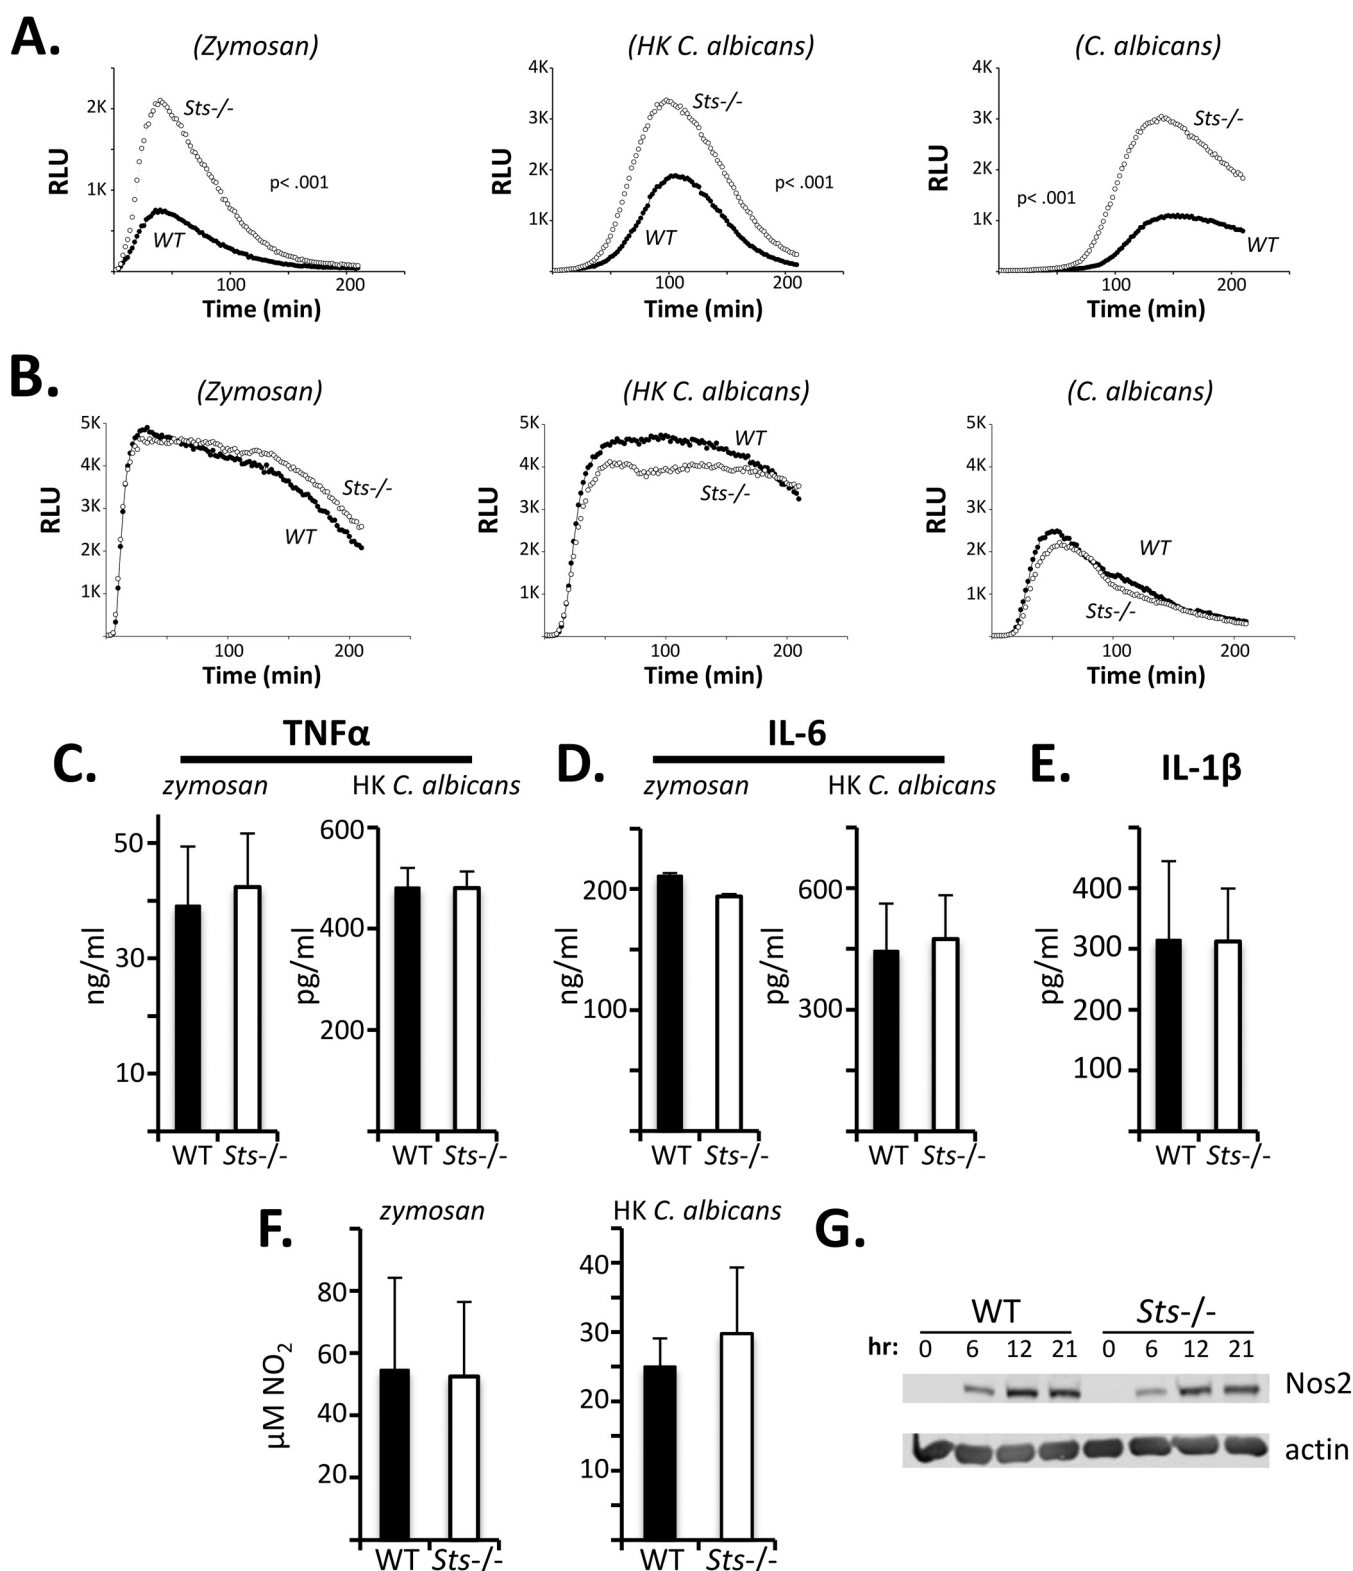 A.
(Zymosan)
(HK C. albicans)
(C. albicans)
2K
1K
RLU
Sts-/-
WT
p< .001
100
200
Time (min)
4K
3K
2K
1K
RLU
Sts-/-
WT
p< .001
100
200
Time (min)
4K
3K
2K
1K
RLU
Sts-/-
WT
p< .001
100
200
Time (min)
B.
(Zymosan)
(HK C. albicans)
(C. albicans)
5K
4K
3K
2K
1K
RLU
Sts-/-
WT
100
200
Time (min)
5K
4K
3K
2K
1K
RLU
WT
Sts-/-
100
200
Time (min)
5K
4K
3K
2K
1K
RLU
WT
Sts-/-
100
200
Time (min)
C.
TNFα
zymosan
HK C. albicans
50
30
10
ng/ml
WT Sts-/-
600
400
200
pg/ml
WT Sts-/-
D.
IL-6
zymosan
HK C. albicans
200
100
ng/ml
WT Sts-/-
600
300
pg/ml
WT Sts-/-
E.
IL-1β
400
300
200
100
pg/ml
WT Sts-/-
F.
zymosan
HK C. albicans
80
60
40
20
µM NO2
WT Sts-/-
40
30
20
10
WT Sts-/-
G.
WT Sts-/-
hr: 0 6 12 21 0 6 12 21
Nos2
actin